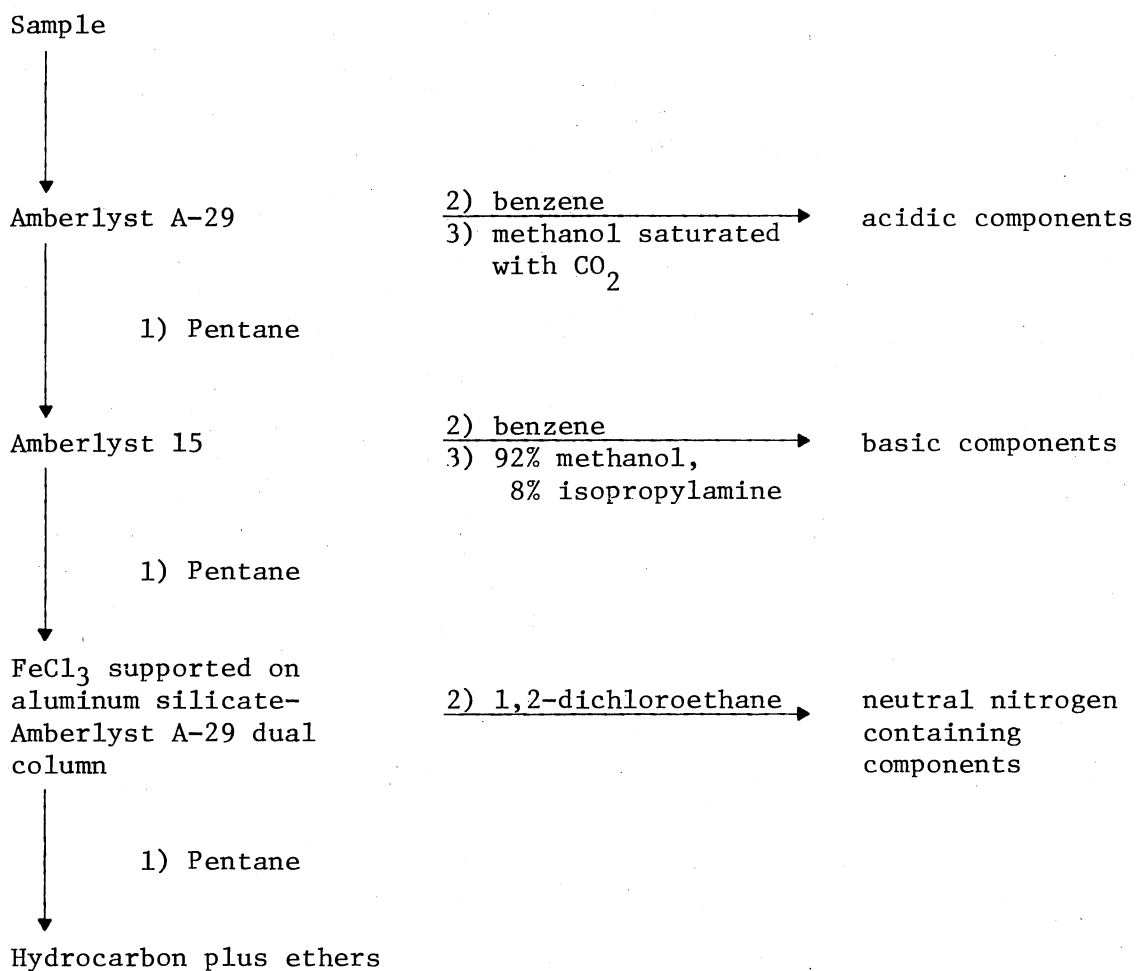 Sample
Amberlyst A-29
2) benzene
3) methanol saturated
with CO2
acidic components
1) Pentane
Amberlyst 15
2) benzene
3) 92% methanol,
8% isopropylamine
basic components
1) Pentane
FeCl3 supported on
aluminum silicate-
Amberlyst A-29 dual
column
2) 1,2-dichloroethane
neutral nitrogen
containing
components
1) Pentane
Hydrocarbon plus ethers